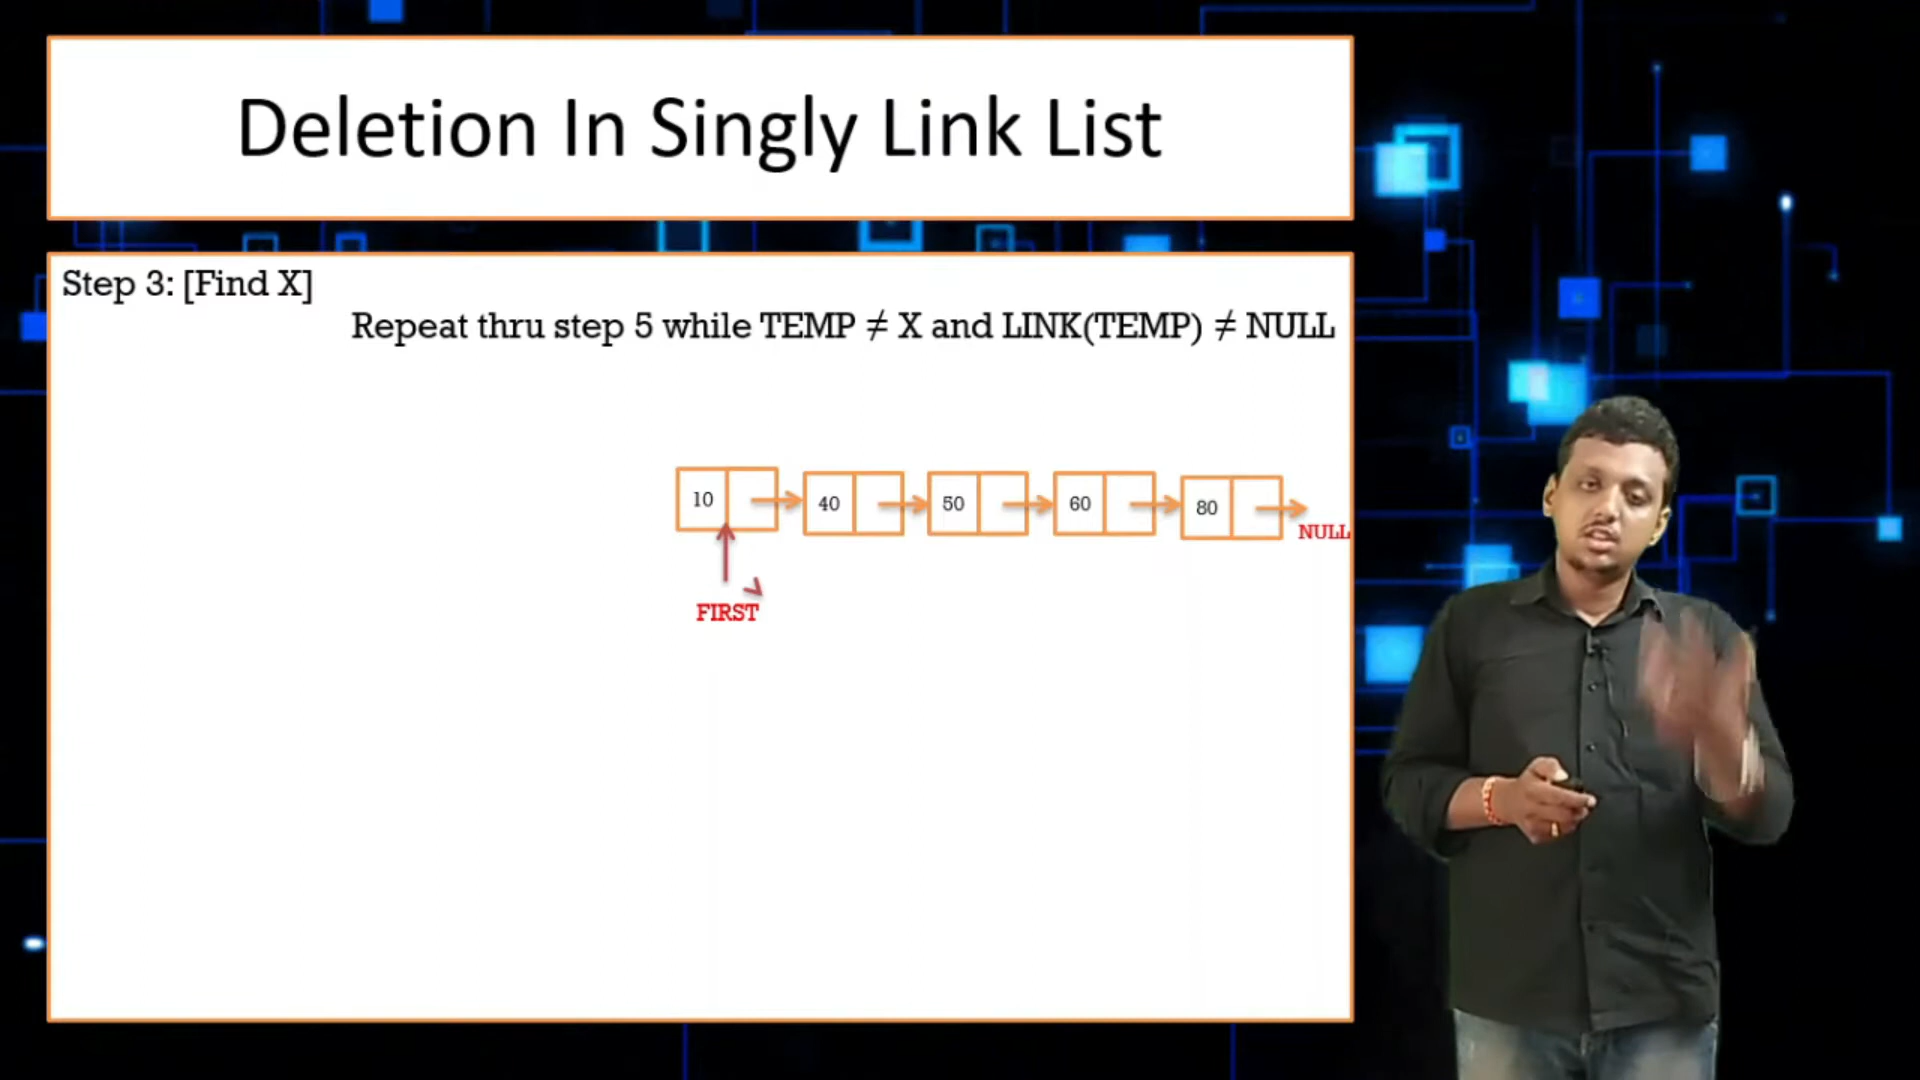 Deletion In Singly Link List
Step 3: [Find X]
Repeat thru step 5 while TEMP ≠ X and LINK(TEMP) ≠ NULL
10 40 50 60 80
NULL
FIRST